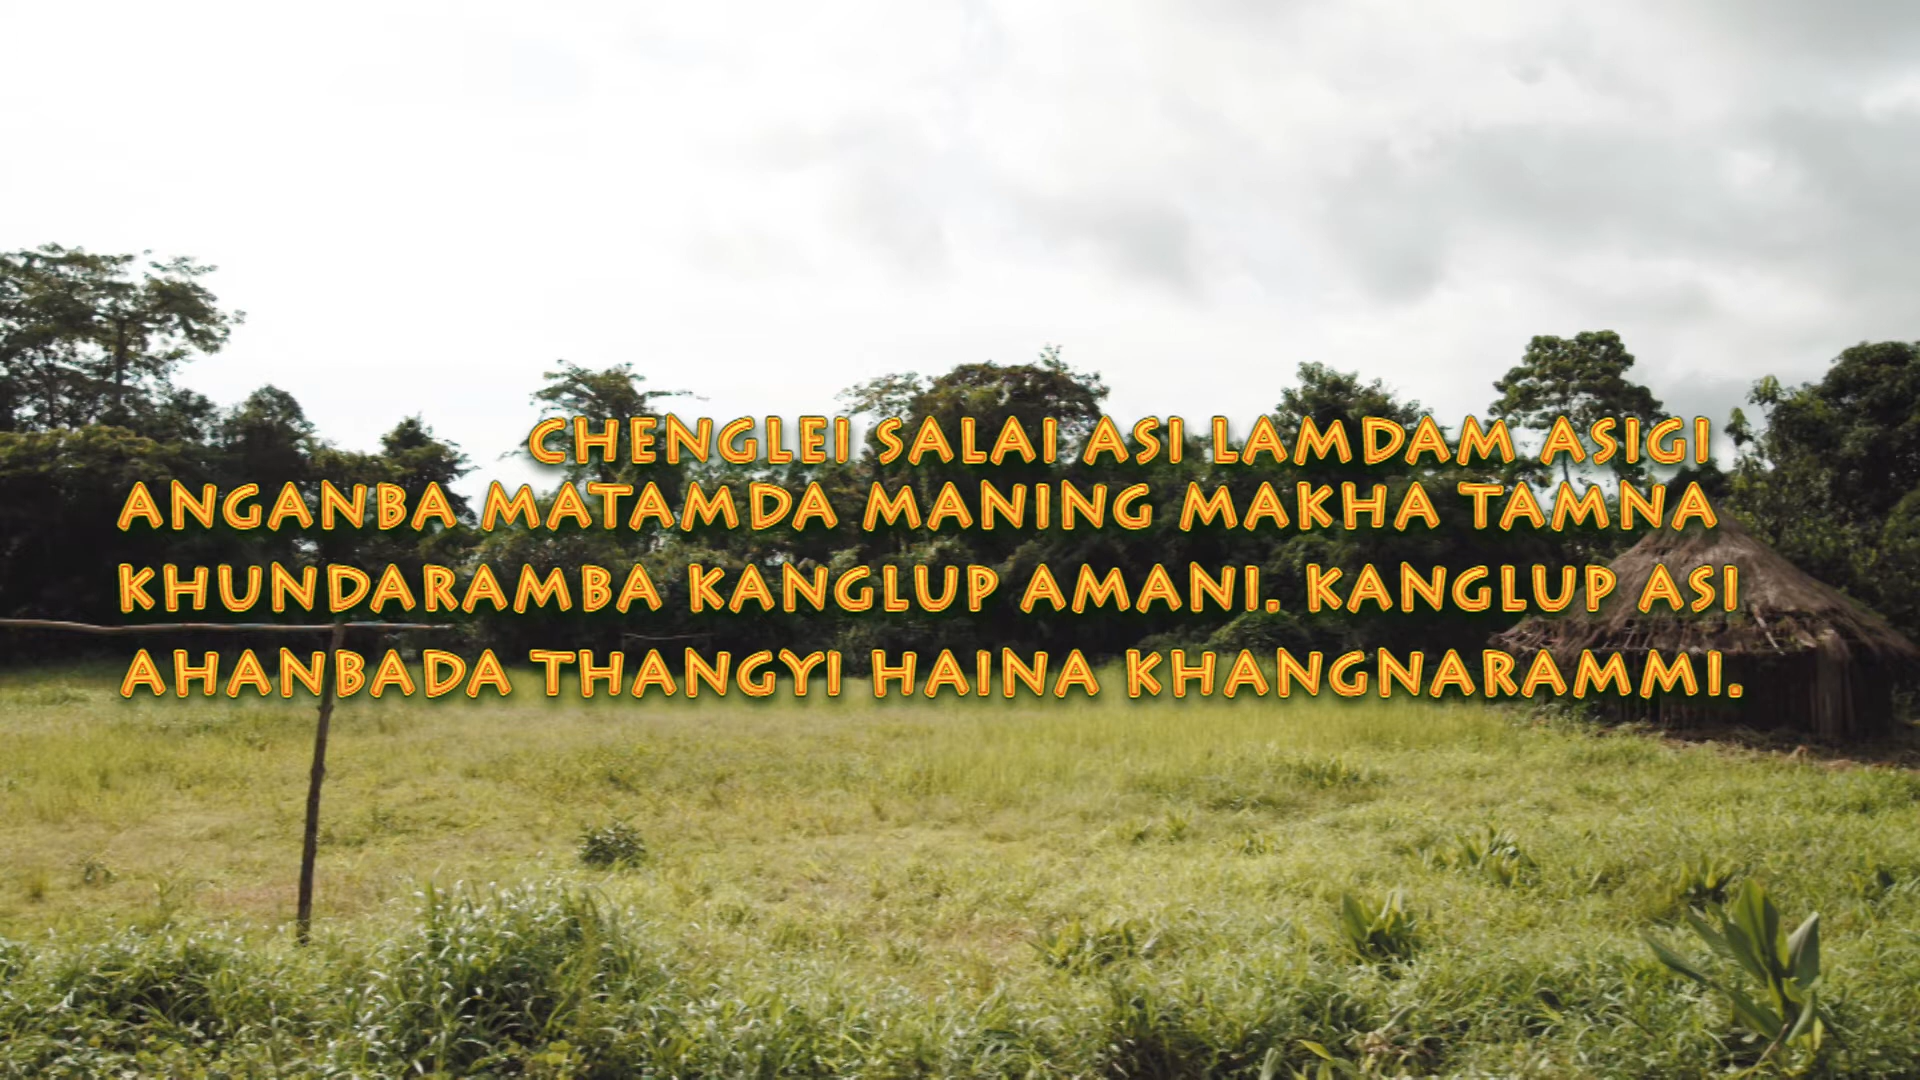 CHENGLEI SALAI ASI LAMDAM ASIGI
ANGANBA MATAMDA MANING MAKHA TAMNA
KHUNDARAMBA KANGLUP AMANI. KANGLUP ASI
AHANBADA THANGYI HAINA KHANGNARAMMI.